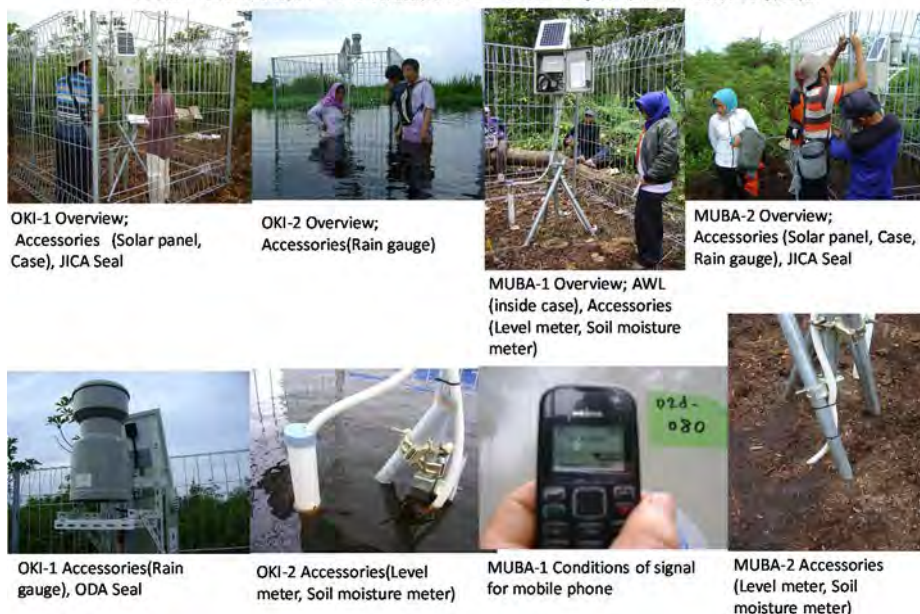 OKI-1 Overview;
Accessories (Solar panel,
Case), JICA Seal
OKI-2 Overview;
Accessories(Rain gauge)
MUBA-1 Overview; AWL
(inside case), Accessories
(Level meter, Soil moisture
meter)
MUBA-2 Overview;
Accessories (Solar panel, Case,
Rain gauge), JICA Seal
OKI-1 Accessories(Rain
gauge), ODA Seal
OKI-2 Accessories(Level
meter, Soil moisture meter)
080
MUBA-1 Conditions of signal
for mobile phone
MUBA-2 Accessories
(Level meter, Soil
moisture meter)